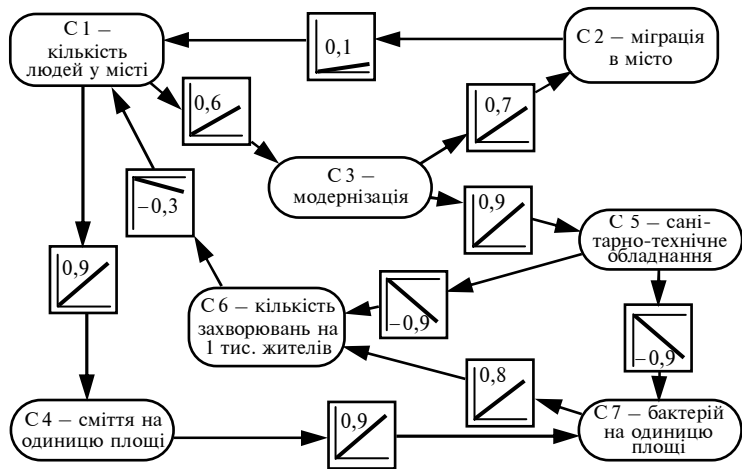 С 1 –
кількість
людей у місті
0,1
С 2 – міграція
в місто
0,6
0,7
С 3 –
модернізація
–0,3
0,9
С 5 – сані-
тарно-технічне
обладнання
0,9
С 6 – кількість
захворювань на
1 тис. жителів
–0,9
–0,9
0,8
С 4 – сміття на
одиницю площі
0,9
С 7 – бактерій
на одиницю
площі